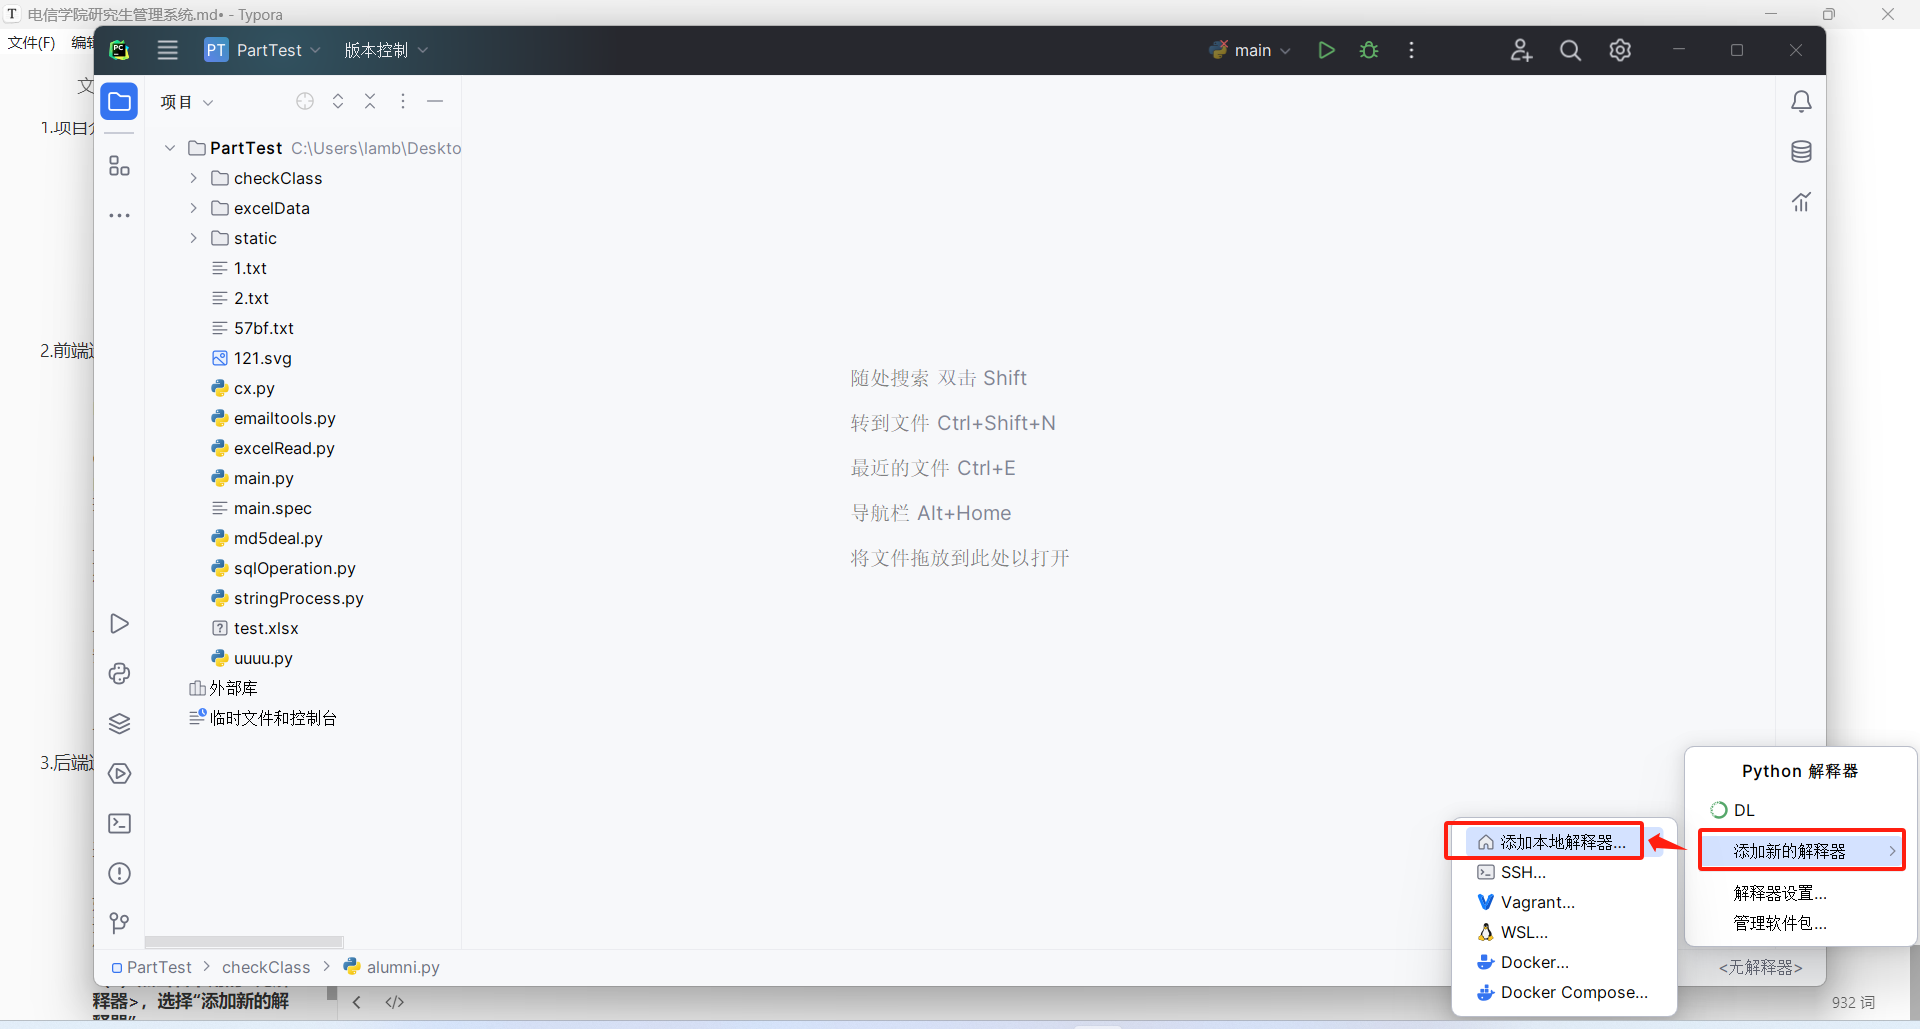 电信学院研究生管理系统.md• - Typora
文件(F) 编辑
PT PartTest 版本控制
main
文
1.项目介
2.前端
3.后端
项目
PartTest C:\Users\lamb\Deskto
checkClass
excelData
static
1.txt
2.txt
57bf.txt
121.svg
cx.py
emailtools.py
excelRead.py
main.py
main.spec
md5deal.py
sqlOperation.py
stringProcess.py
test.xlsx
uuuu.py
外部库
临时文件和控制台
随处搜索 双击 Shift
转到文件 Ctrl+Shift+N
最近的文件 Ctrl+E
导航栏 Alt+Home
将文件拖放到此处以打开
Python 解释器
DL
添加新的解释器
解释器设置...
管理软件包...
添加本地解释器...
SSH...
Vagrant...
WSL...
Docker...
Docker Compose...
PartTest > checkClass > alumni.py
<无解释器>
释器>，选择“添加新的解
释器”
</>
932 词